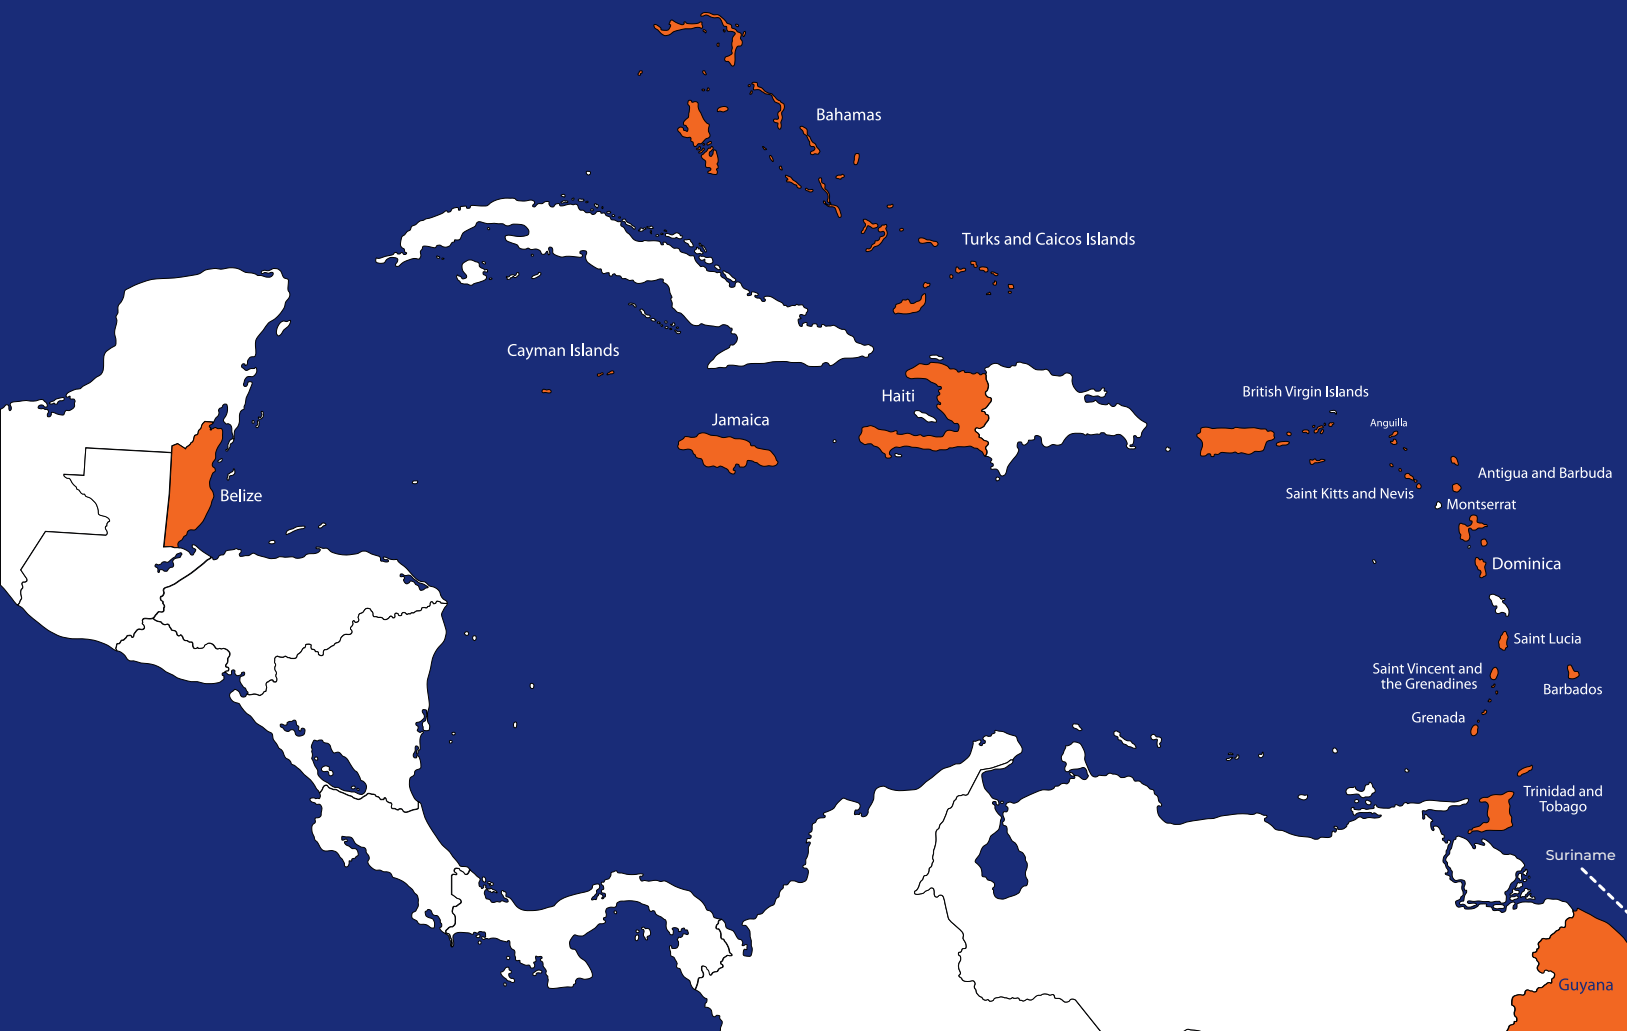 Bahamas
Turks and Caicos Islands
Cayman Islands
Haiti
British Virgin Islands
Jamaica
Anguilla
Antigua and Barbuda
Belize
Saint Kitts and Nevis
Montserrat
Dominica
Saint Lucia
Saint Vincent and
the Grenadines
Barbados
Grenada
Trinidad and
Tobago
Suriname
Guyana